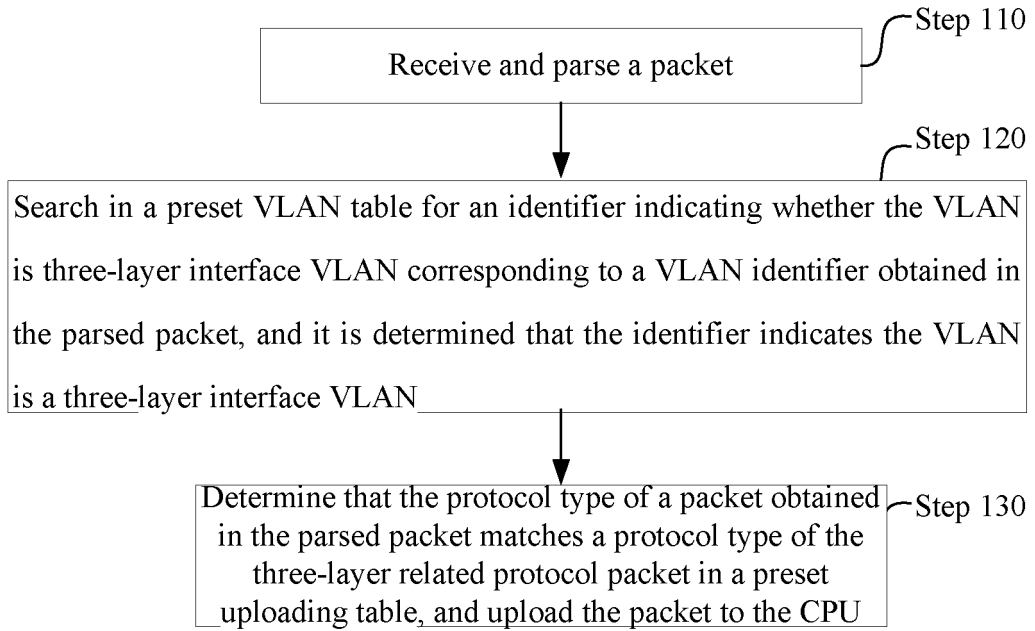 Step 110
Receive and parse a packet
Step 120
Search in a preset VLAN table for an identifier indicating whether the VLAN
is three-layer interface VLAN corresponding to a VLAN identifier obtained in
the parsed packet, and it is determined that the identifier indicates the VLAN
is a three-layer interface VLAN
Step 130
Determine that the protocol type of a packet obtained
in the parsed packet matches a protocol type of the
three-layer related protocol packet in a preset
uploading table, and upload the packet to the CPU